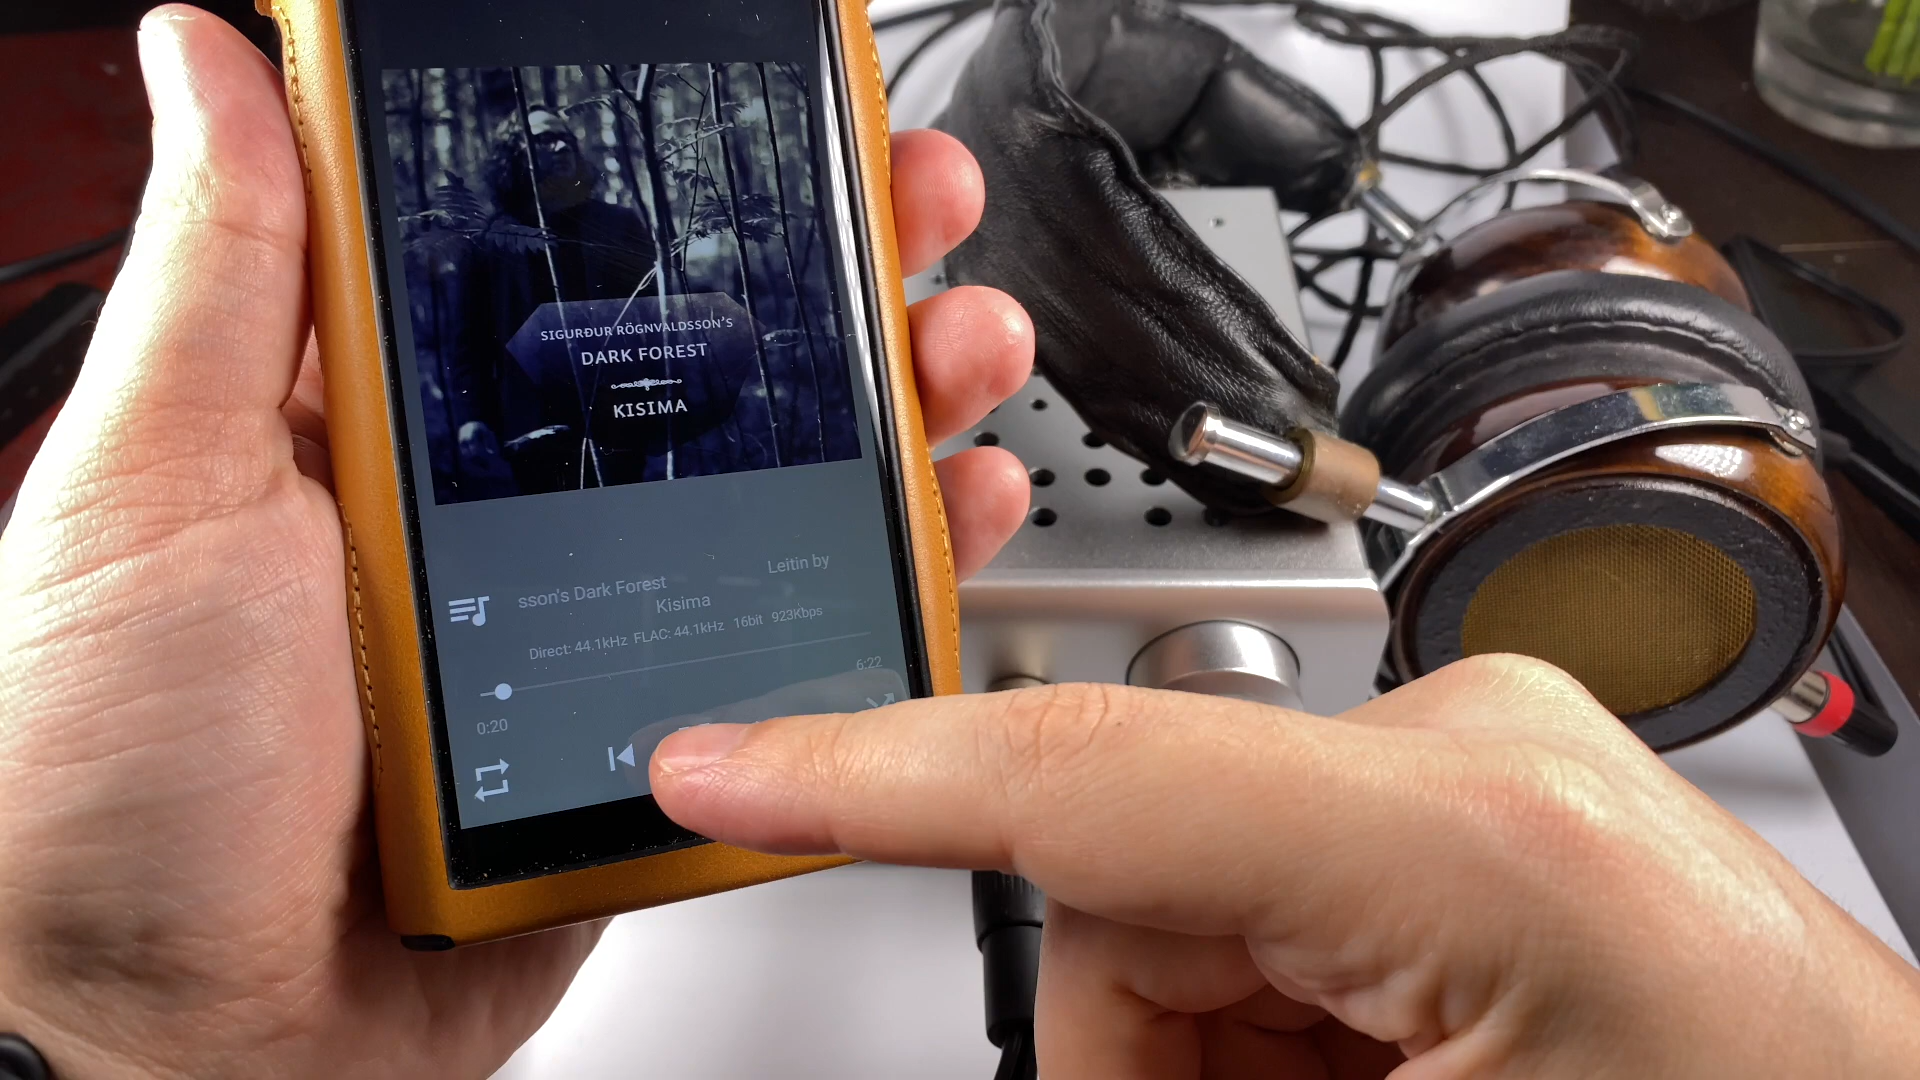 SIGURÐUR RÖGNVALDSSON'S
DARK FOREST
KISIMA
Leitin by
sson's Dark Forest
Kisima
Direct: 44.1kHz FLAC: 44.1kHz 16bit 923Kbps
6:22
0:20